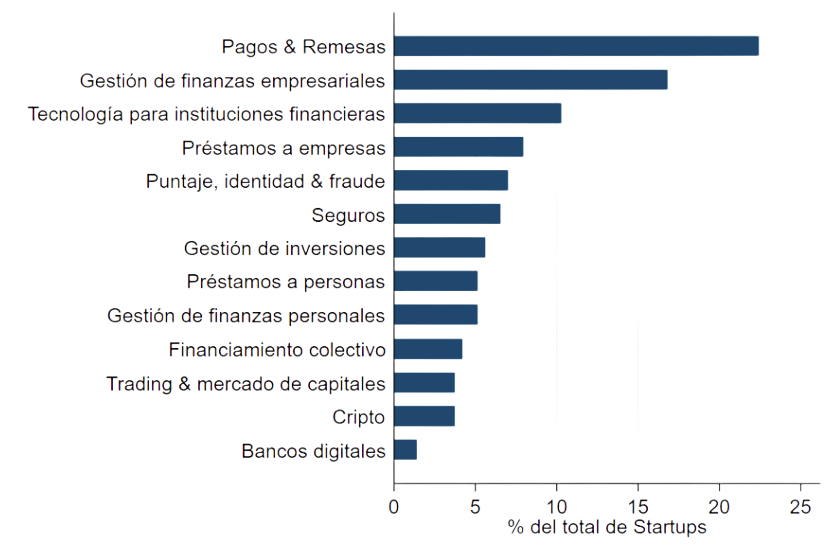 Pagos & Remesas
Gestión de finanzas empresariales
Tecnología para instituciones financieras
Préstamos a empresas
Puntaje, identidad & fraude
Seguros
Gestión de inversiones
Préstamos a personas
Gestión de finanzas personales
Financiamiento colectivo
Trading & mercado de capitales
Cripto
Bancos digitales
0 5 10 15 20 25
% del total de Startups